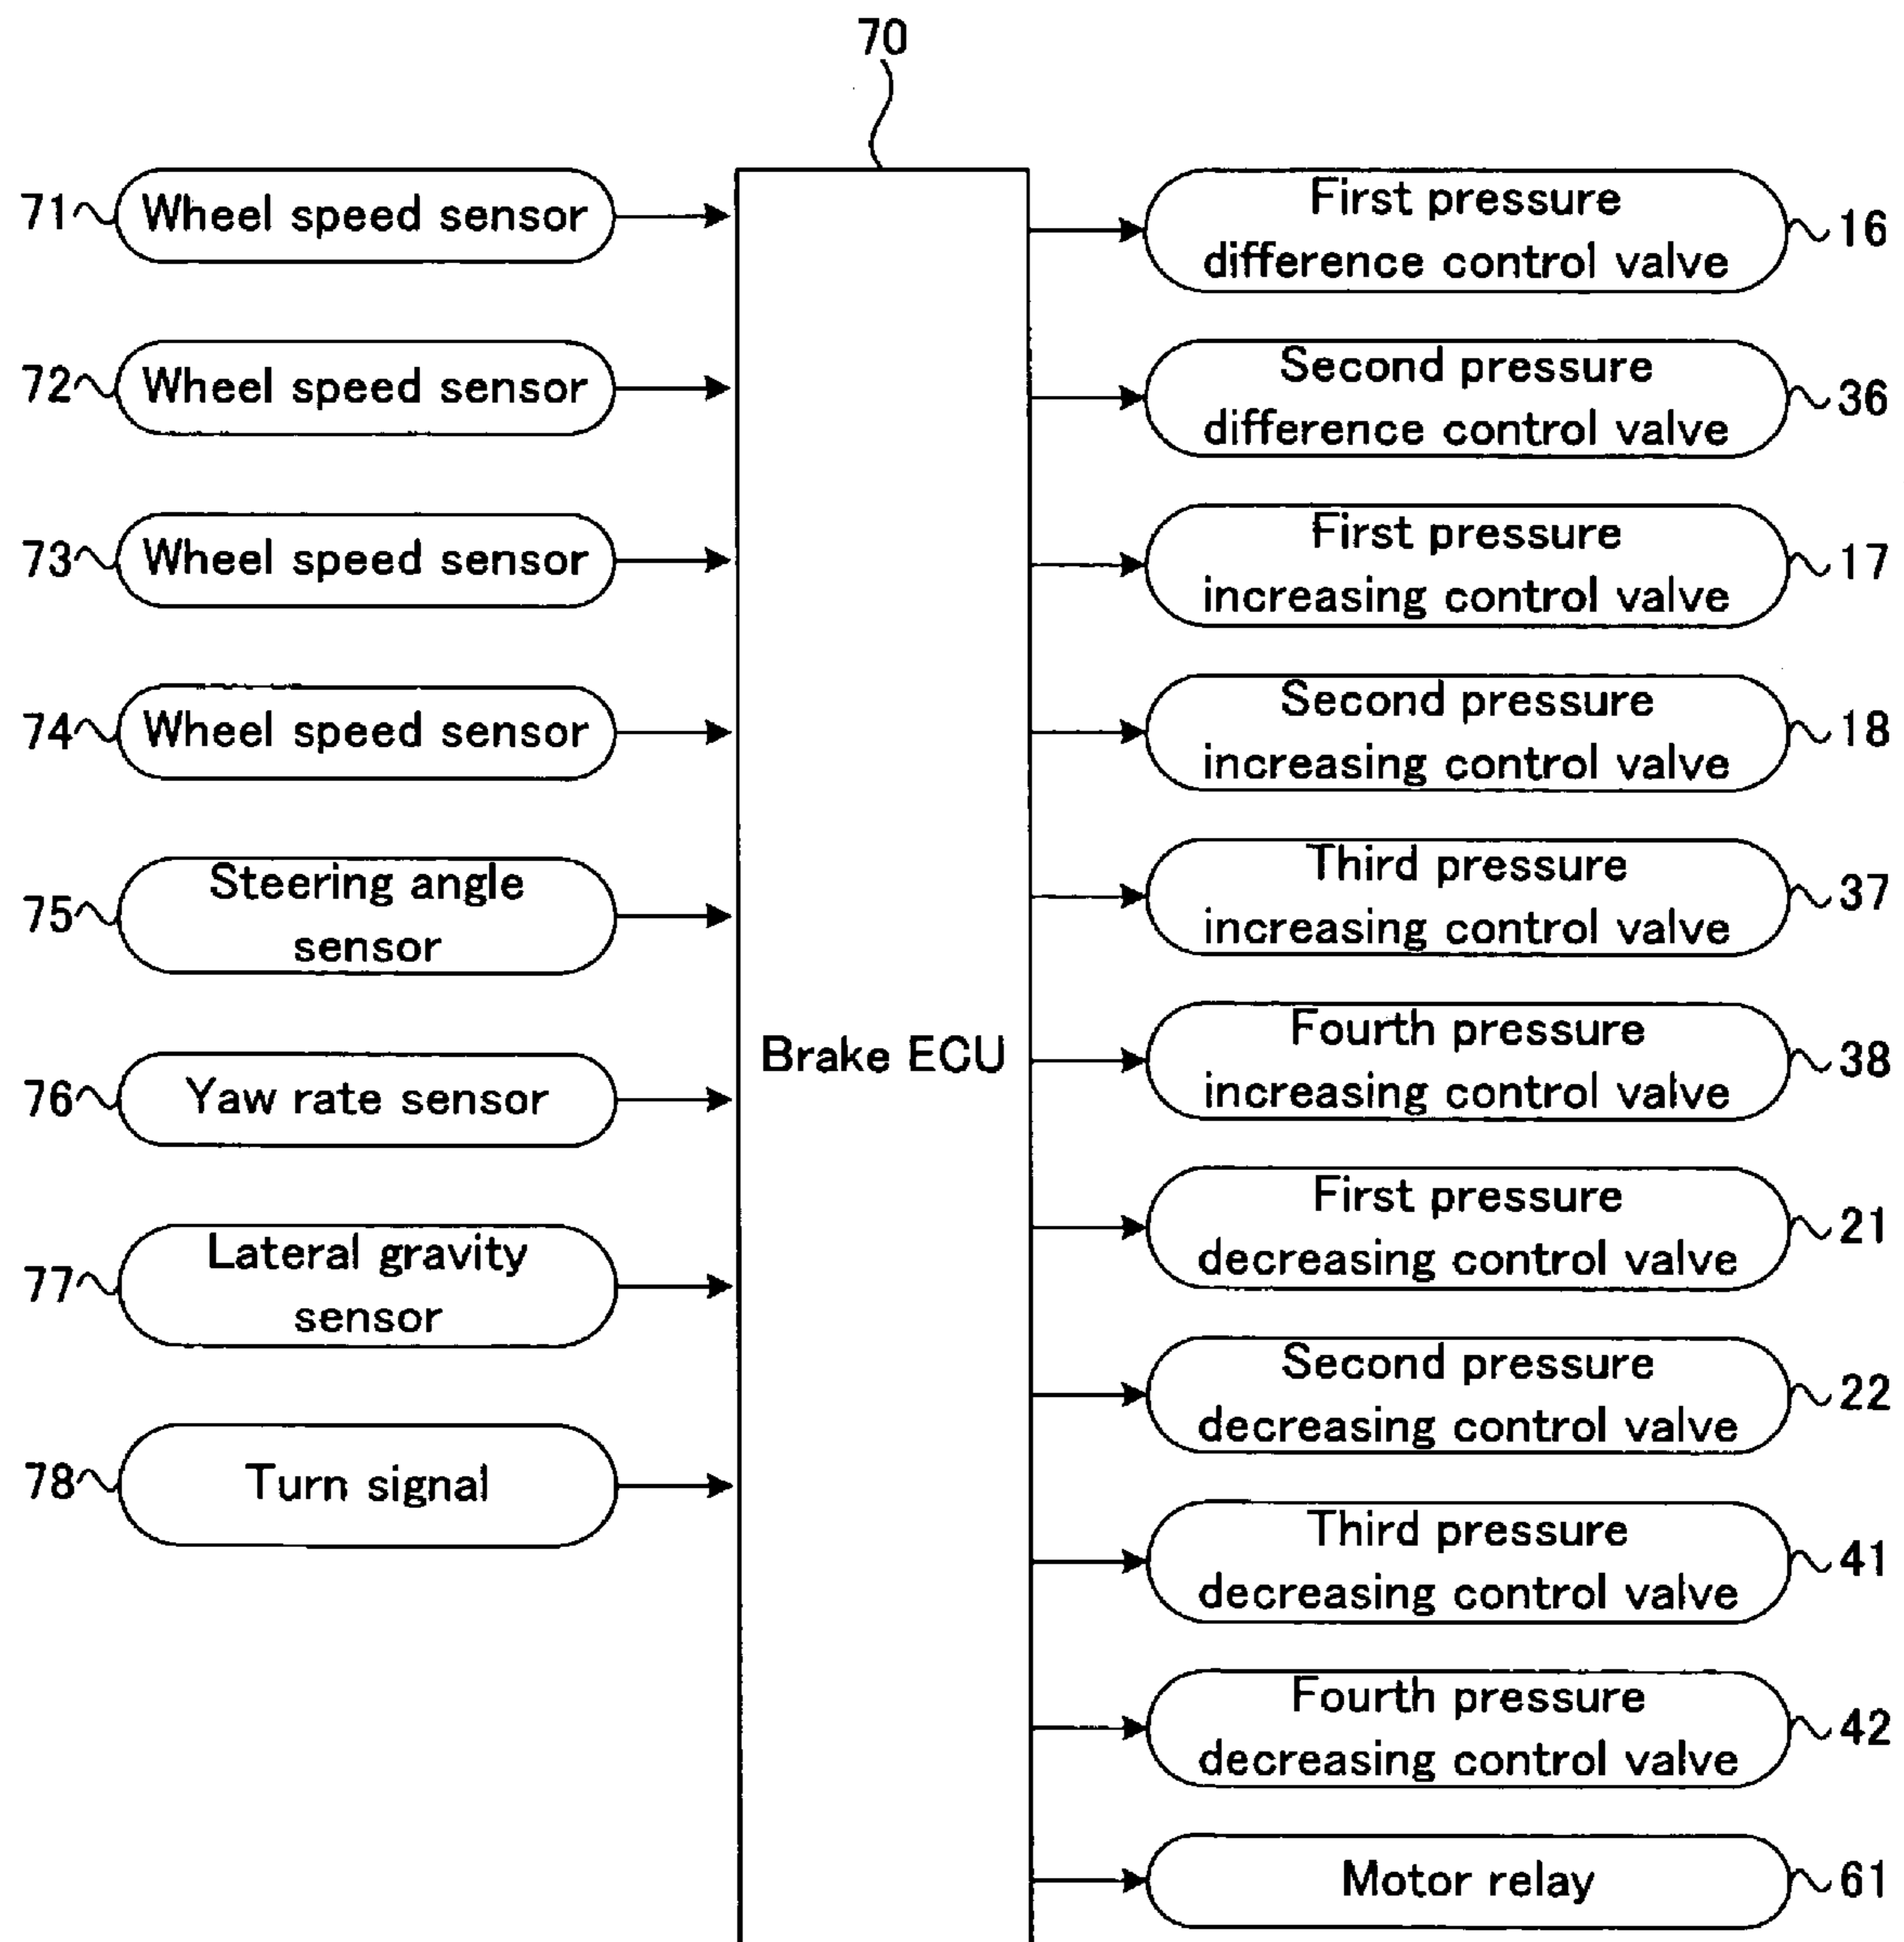 70
71 Wheel speed sensor
72 Wheel speed sensor
73 Wheel speed sensor
74 Wheel speed sensor
75 Steering angle
sensor
76 Yaw rate sensor
77 Lateral gravity
sensor
78 Turn signal
Brake ECU
First pressure
difference control valve 16
Second pressure
difference control valve 36
First pressure
increasing control valve 17
Second pressure
increasing control valve 18
Third pressure
increasing control valve 37
Fourth pressure
increasing control valve 38
First pressure
decreasing control valve 21
Second pressure
decreasing control valve 22
Third pressure
decreasing control valve 41
Fourth pressure
decreasing control valve 42
Motor relay 61